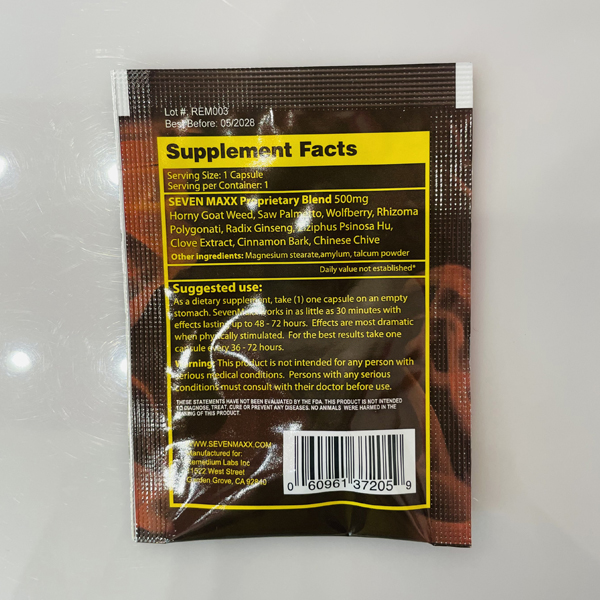 Lot #. REM003
Best Before: 05/2028
Supplement Facts
Serving Size: 1 Capsule
Serving per Container: 1
SEVEN MAXX Proprietary Blend 500mg
Horny Goat Weed, Saw Palmetto, Wolfberry, Rhizoma
Polygonati, Radix Ginseng, Ziziphus Psinosa Hu,
Clove Extract, Cinnamon Bark, Chinese Chive
Other ingredients: Magnesium stearate,amylum, talcum powder
Daily value not established*
Suggested use:
As a dietary supplement, take (1) one capsule on an empty
stomach. SevenMaxx works in as little as 30 minutes with
effects lasting up to 48 - 72 hours. Effects are most dramatic
when physically stimulated. For the best results take one
capsule every 36 - 72 hours.
Warning: This product is not intended for any person with
serious medical conditions. Persons with any serious
conditions must consult with their doctor before use.
THESE STATEMENTS HAVE NOT BEEN EVALUATED BY THE FDA. THIS PRODUCT IS NOT INTENDED
TO DIAGNOSE, TREAT, CURE OR PREVENT ANY DISEASES. NO ANIMALS WERE HARMED IN THE
MAKING OF THIS PRODUCT.
WWW.SEVENMAXX.COM
Manufactured for:
Remedium Labs Inc
11522 West Street
Garden Grove, CA 92840
0 60961 37205 9